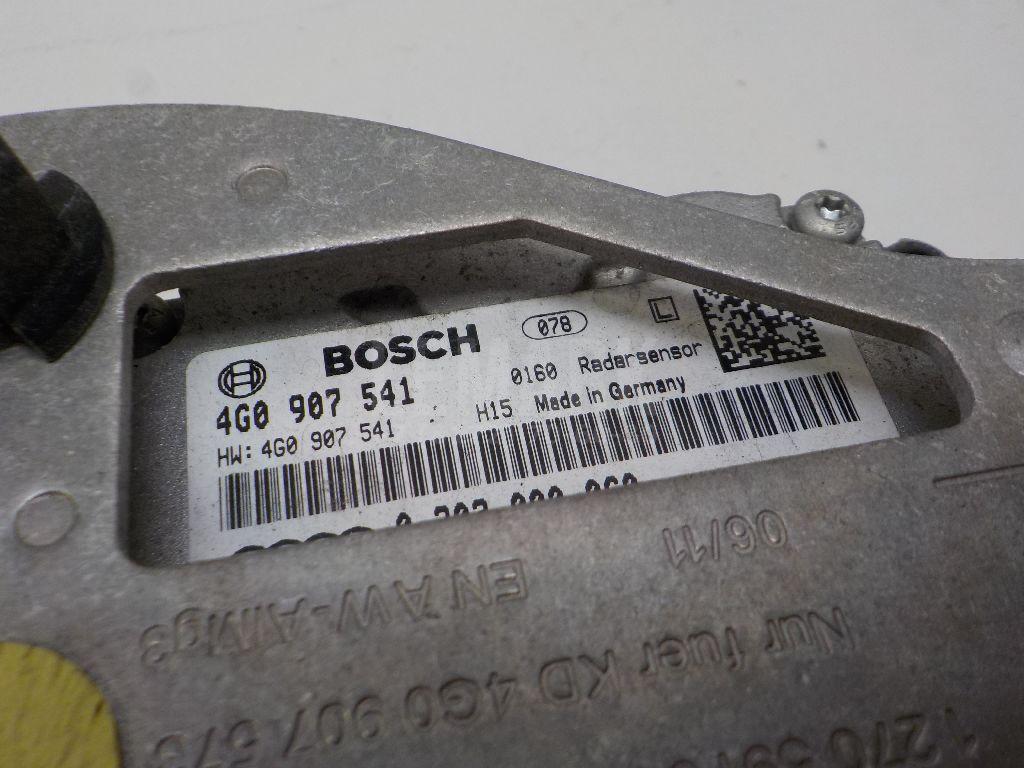 BOSCH 078 L
4G0 907 541 0160 Radarsensor
HW: 4G0 907 541 H15 Made in Germany
06/11
EN AW-AlMg3
Nur fuer KD 4G0 907 575